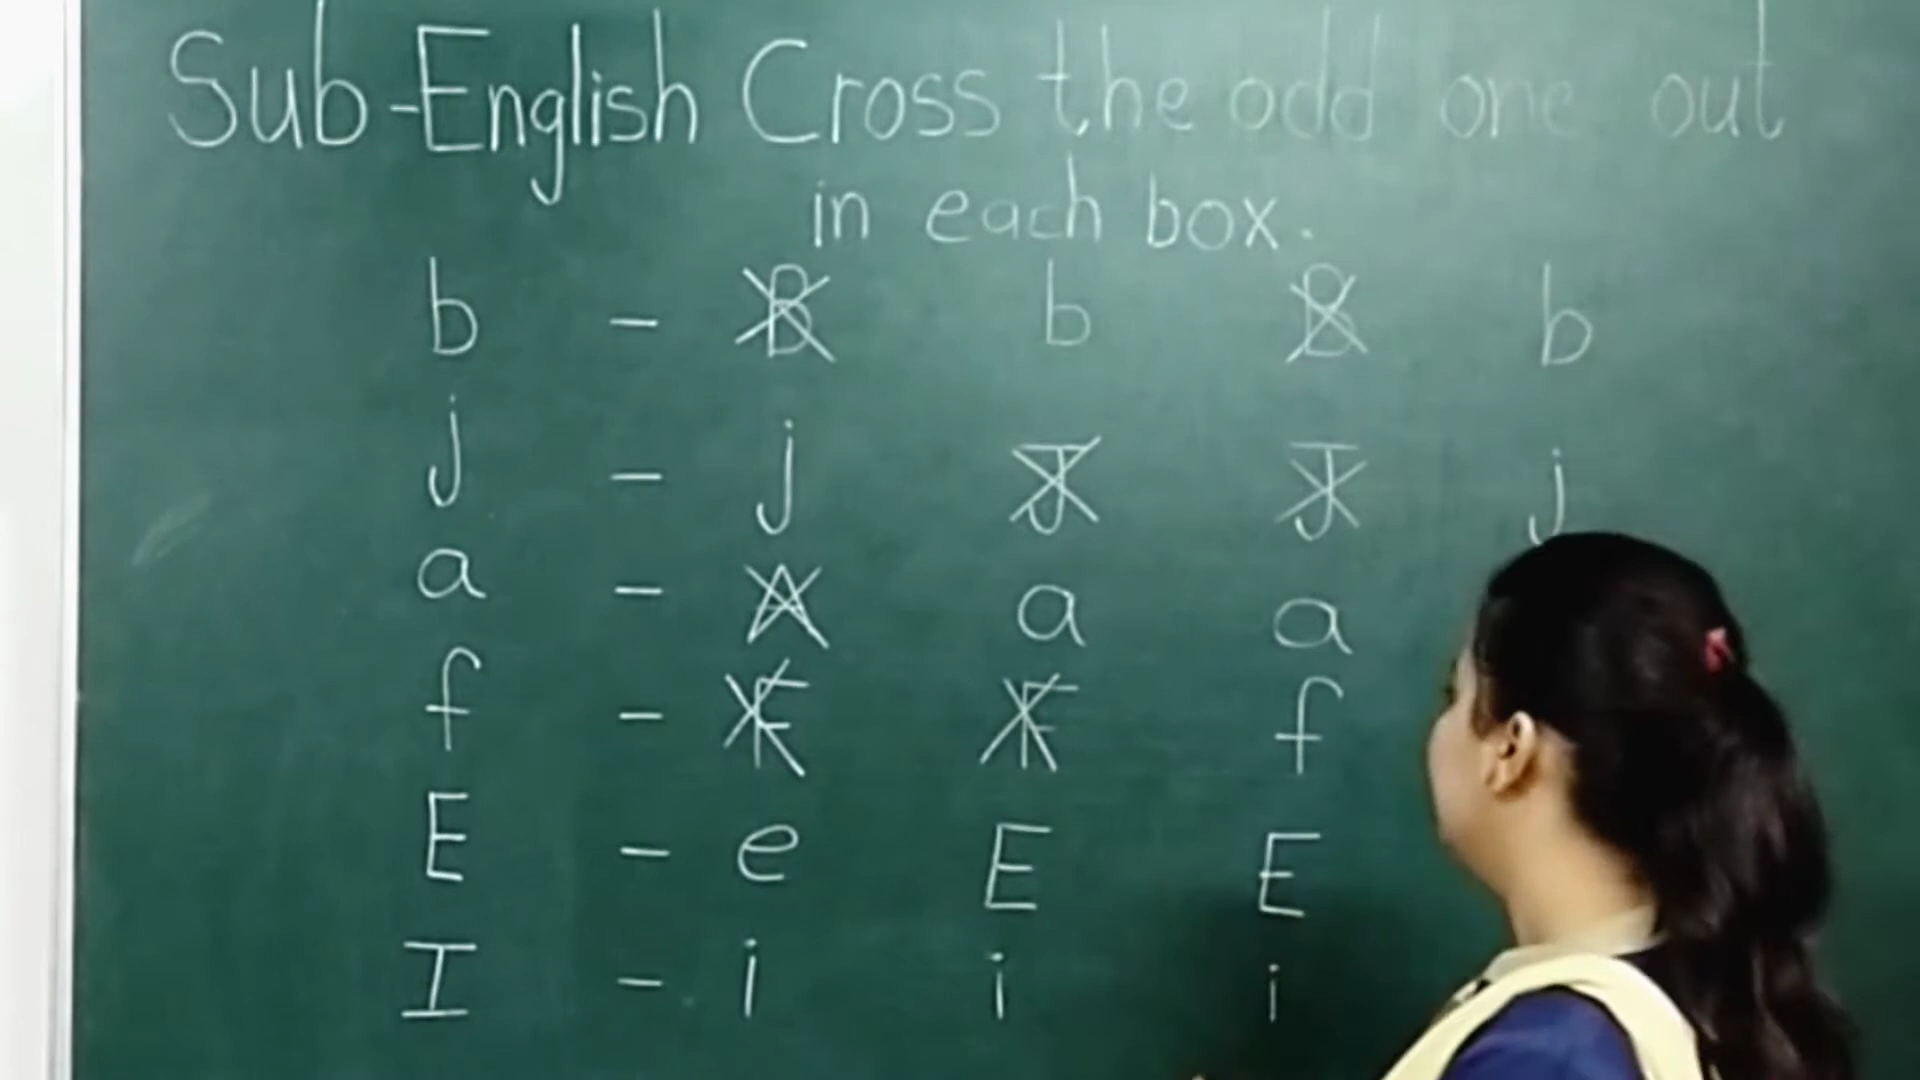 Sub-English Cross the odd one out
in each box.
b - B b B b
j - j J J j
a - A a a
f - F F f
E - e E E
I - i i i